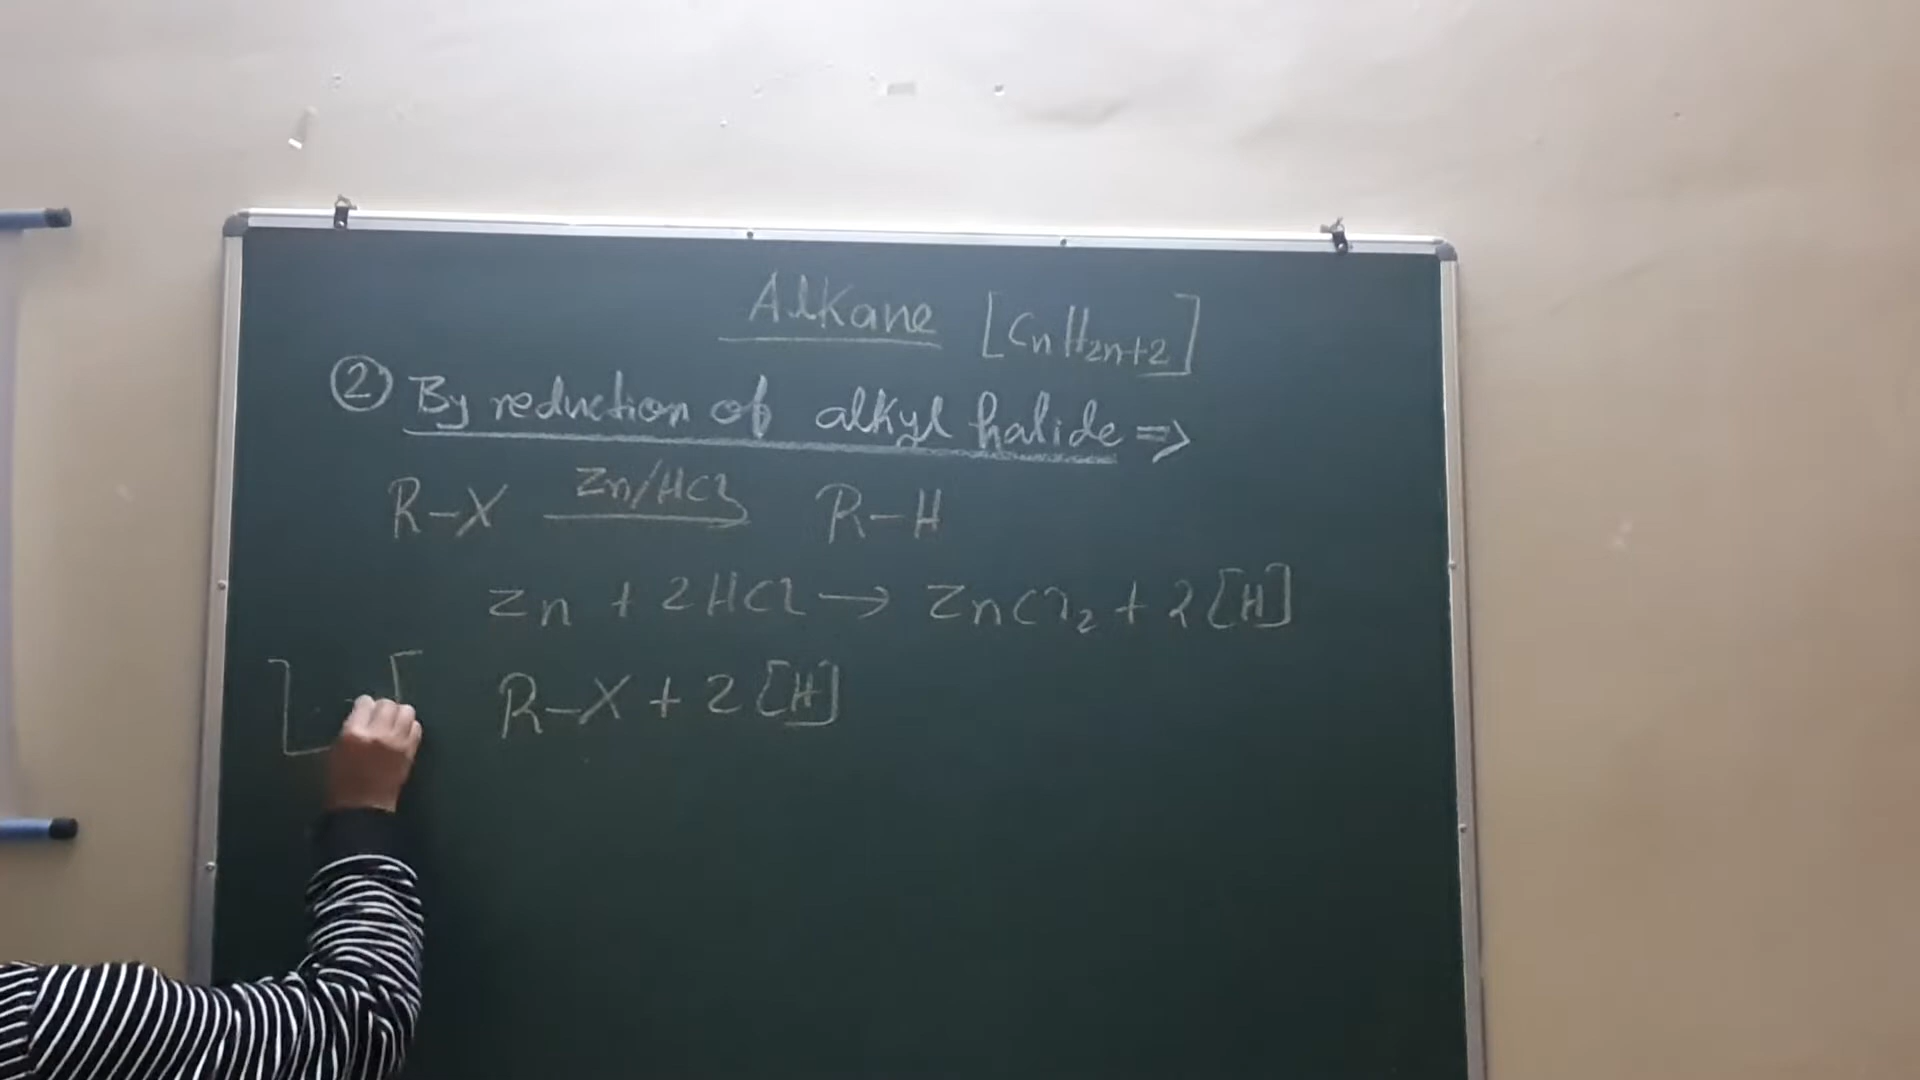 Alkane [CnH2n+2]
② By reduction of alkyl halide ⇒
R-X Zn/HCl → R-H
Zn + 2HCl → ZnCl2 + 2[H]
R-X + 2[H]